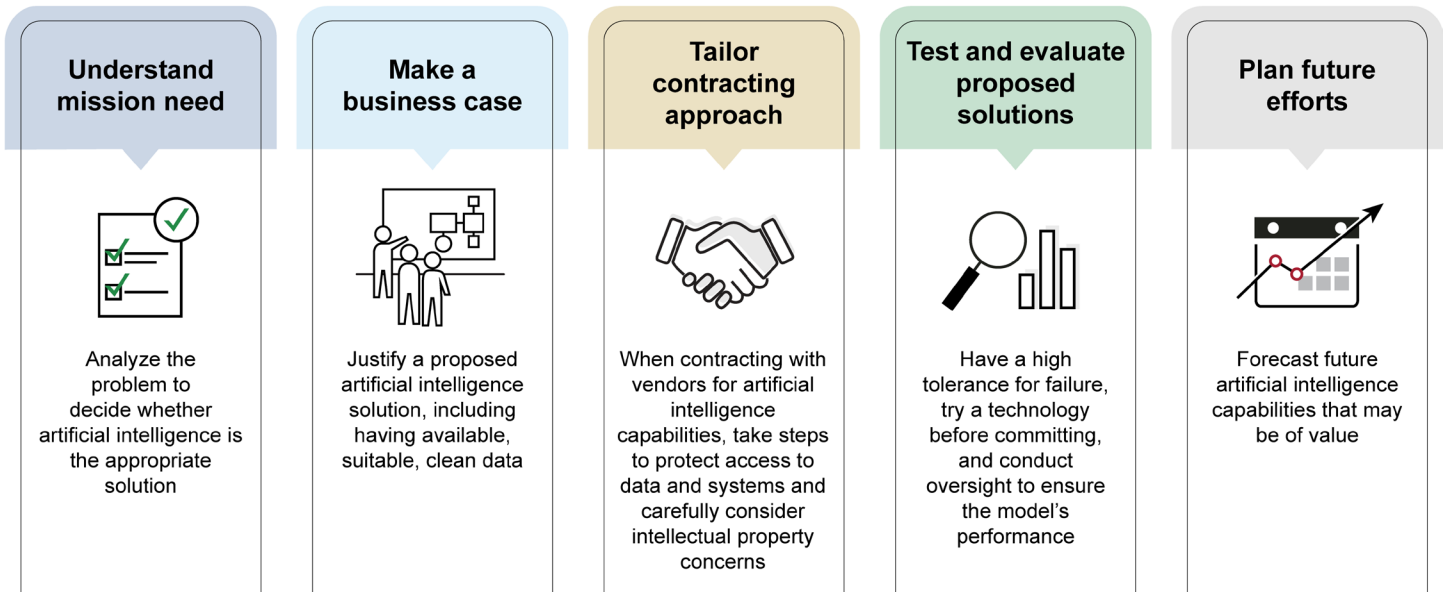 Understand
mission need
Analyze the
problem to
decide whether
artificial intelligence is
the appropriate
solution
Make a
business case
Justify a proposed
artificial intelligence
solution, including
having available,
suitable, clean data
Tailor
contracting
approach
When contracting with
vendors for artificial
intelligence
capabilities, take steps
to protect access to
data and systems and
carefully consider
intellectual property
concerns
Test and evaluate
proposed
solutions
Have a high
tolerance for failure,
try a technology
before committing,
and conduct
oversight to ensure
the model’s
performance
Plan future
efforts
Forecast future
artificial intelligence
capabilities that may
be of value